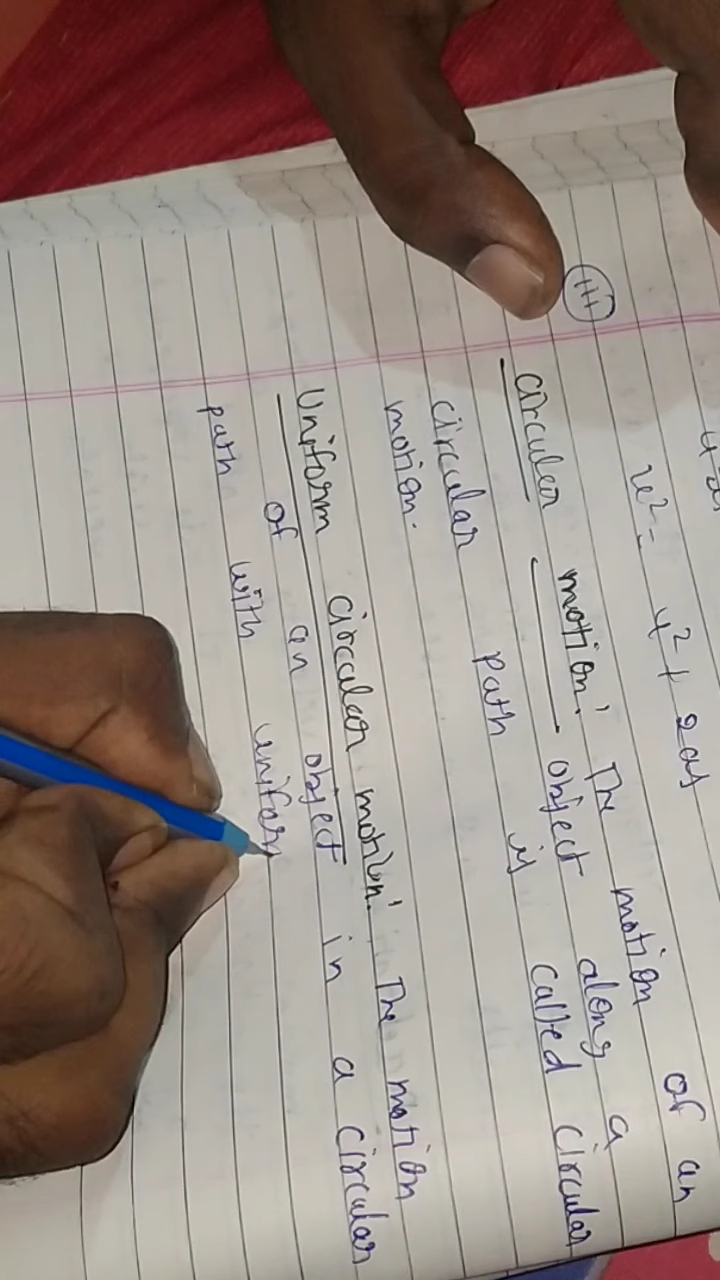 v² = u² + 2as
(iii)
Circular motion: The motion of an
object along a
circular path is called circular
motion.
Uniform circular motion: The motion
of an object in a circular
path with uniform